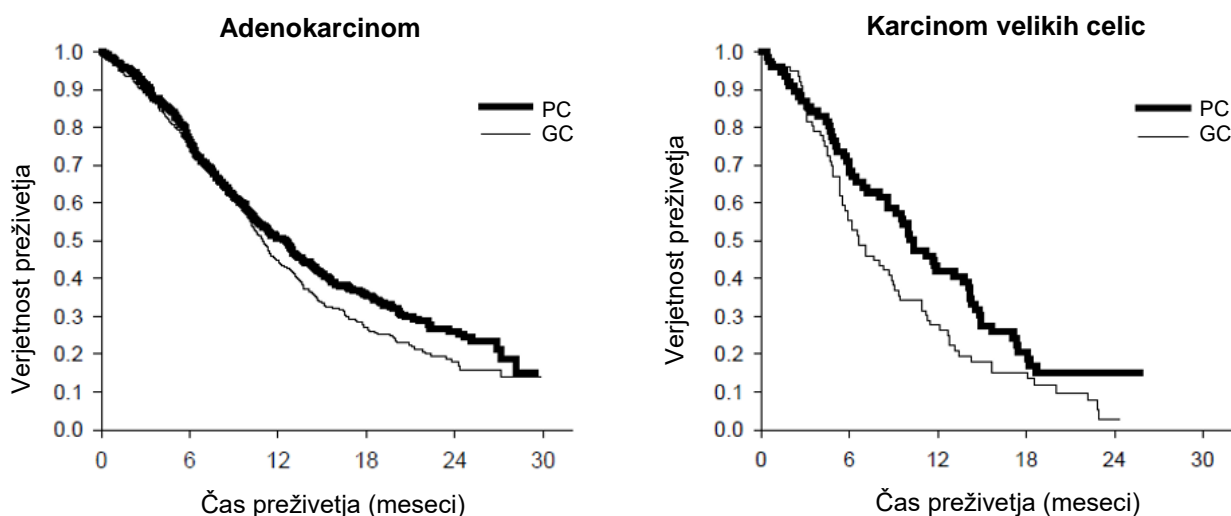 Adenokarcinom
Verjetnost preživetja
1.0
0.9
0.8
0.7
0.6
0.5
0.4
0.3
0.2
0.1
0.0
PC
GC
0 6 12 18 24 30
Čas preživetja (meseci)
Karcinom velikih celic
Verjetnost preživetja
1.0
0.9
0.8
0.7
0.6
0.5
0.4
0.3
0.2
0.1
0.0
PC
GC
0 6 12 18 24 30
Čas preživetja (meseci)